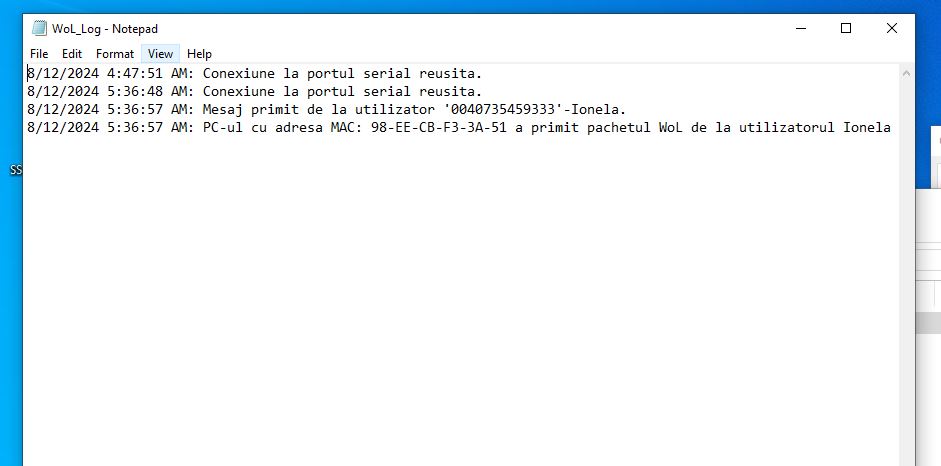 WoL_Log - Notepad
File Edit Format View Help
8/12/2024 4:47:51 AM: Conexiune la portul serial reusita.
8/12/2024 5:36:48 AM: Conexiune la portul serial reusita.
8/12/2024 5:36:57 AM: Mesaj primit de la utilizator '0040735459333'-Ionela.
8/12/2024 5:36:57 AM: PC-ul cu adresa MAC: 98-EE-CB-F3-3A-51 a primit pachetul WoL de la utilizatorul Ionela
SS